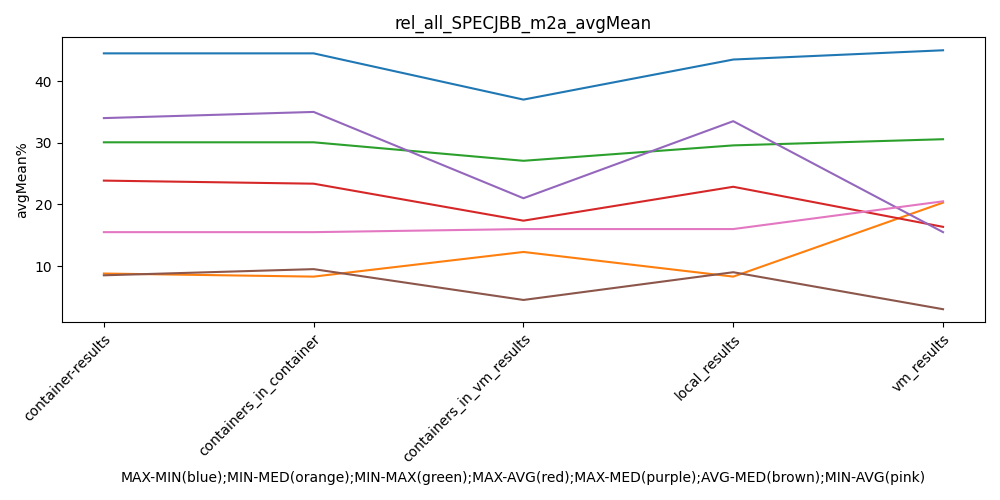 rel_all_SPECJBB_m2a_avgMean
avgMean%
40
30
20
10
container-results
containers_in_container
containers_in_vm_results
local_results
vm_results
MAX-MIN(blue);MIN-MED(orange);MIN-MAX(green);MAX-AVG(red);MAX-MED(purple);AVG-MED(brown);MIN-AVG(pink)